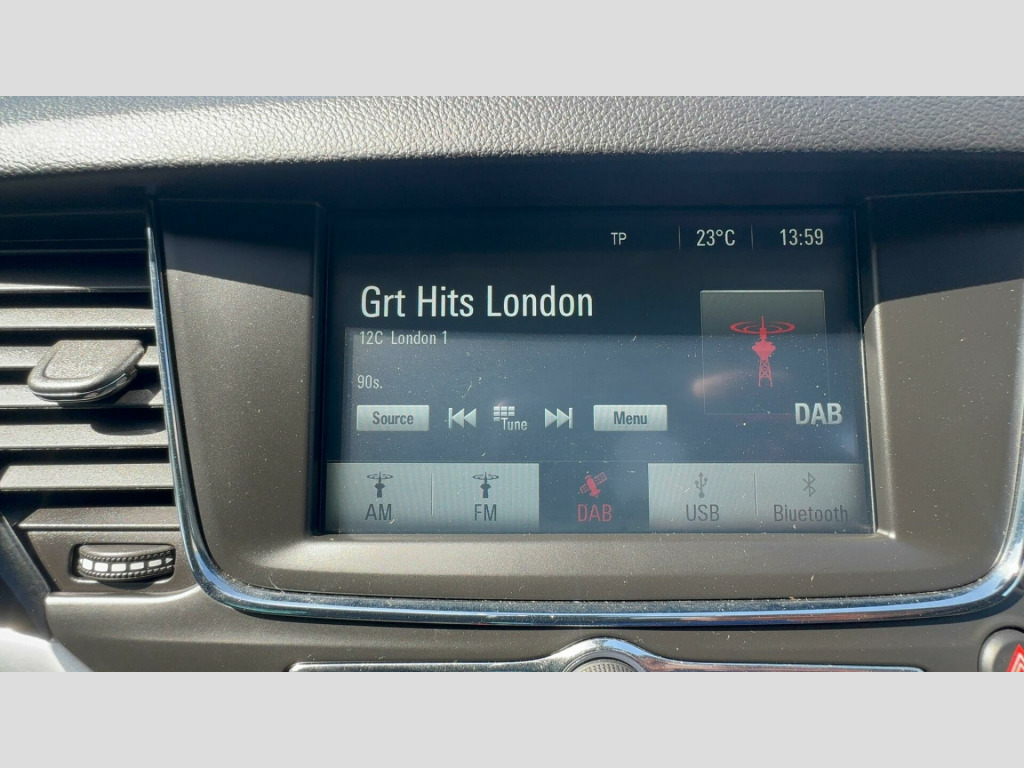 TP 23°C 13:59
Grt Hits London
12C London 1
90s.
DAB
Source Tune Menu
AM FM DAB USB Bluetooth